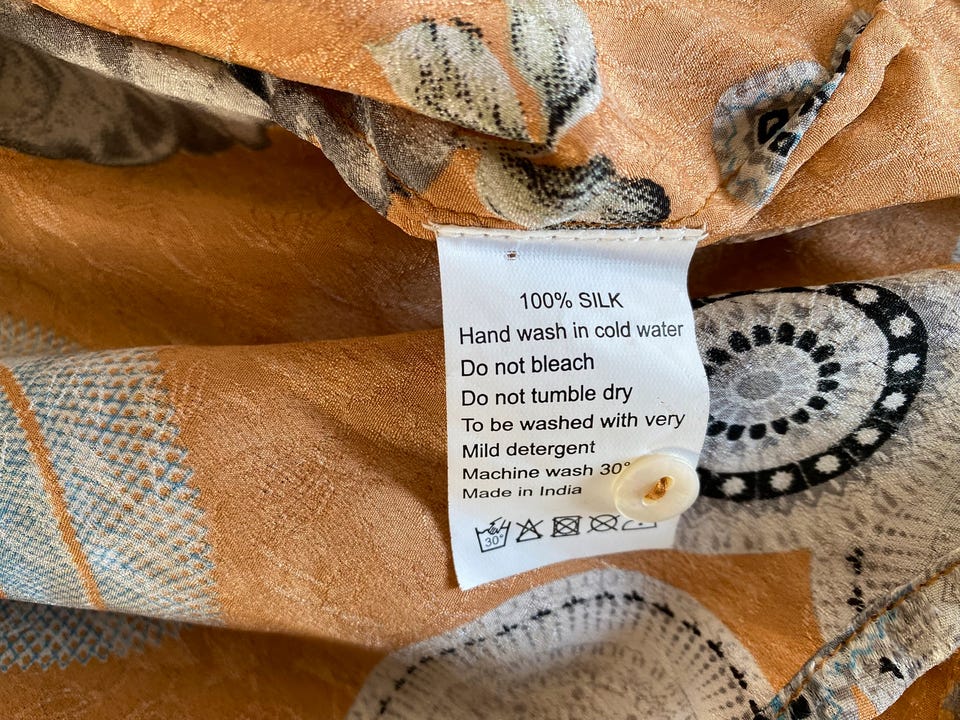 100% SILK
Hand wash in cold water
Do not bleach
Do not tumble dry
To be washed with very
Mild detergent
Machine wash 30°
Made in India
30°